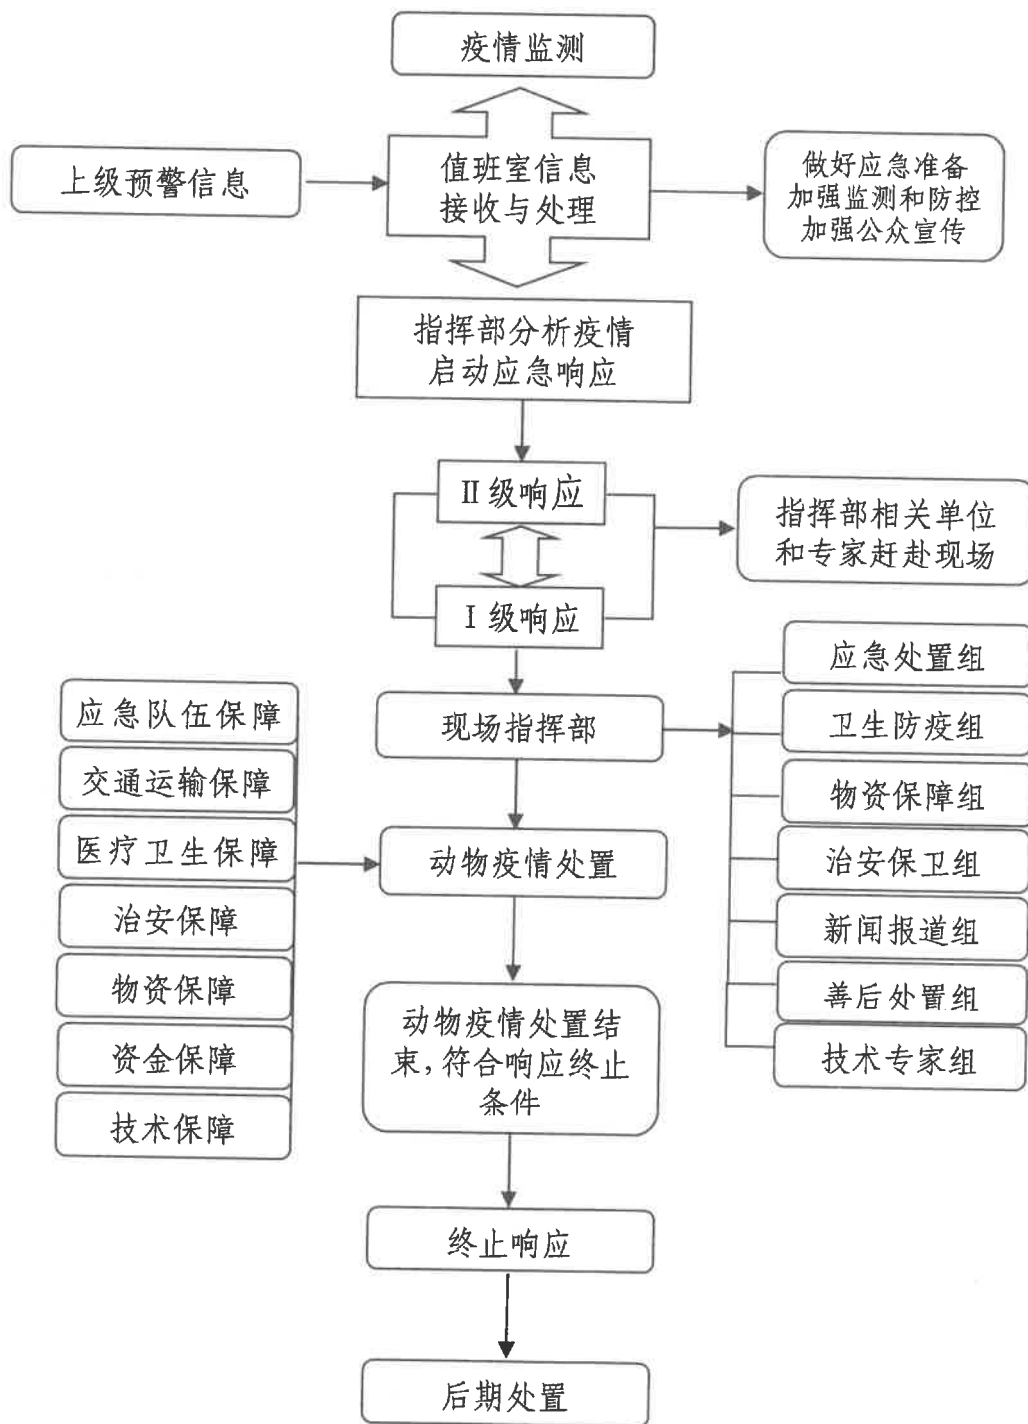 疫情监测
上级预警信息
值班室信息
接收与处理
做好应急准备
加强监测和防控
加强公众宣传
指挥部分析疫情
启动应急响应
II级响应
I级响应
指挥部相关单位
和专家赶赴现场
现场指挥部
应急处置组
卫生防疫组
物资保障组
治安保卫组
新闻报道组
善后处置组
技术专家组
应急队伍保障
交通运输保障
医疗卫生保障
治安保障
物资保障
资金保障
技术保障
动物疫情处置
动物疫情处置结
束,符合响应终止
条件
终止响应
后期处置